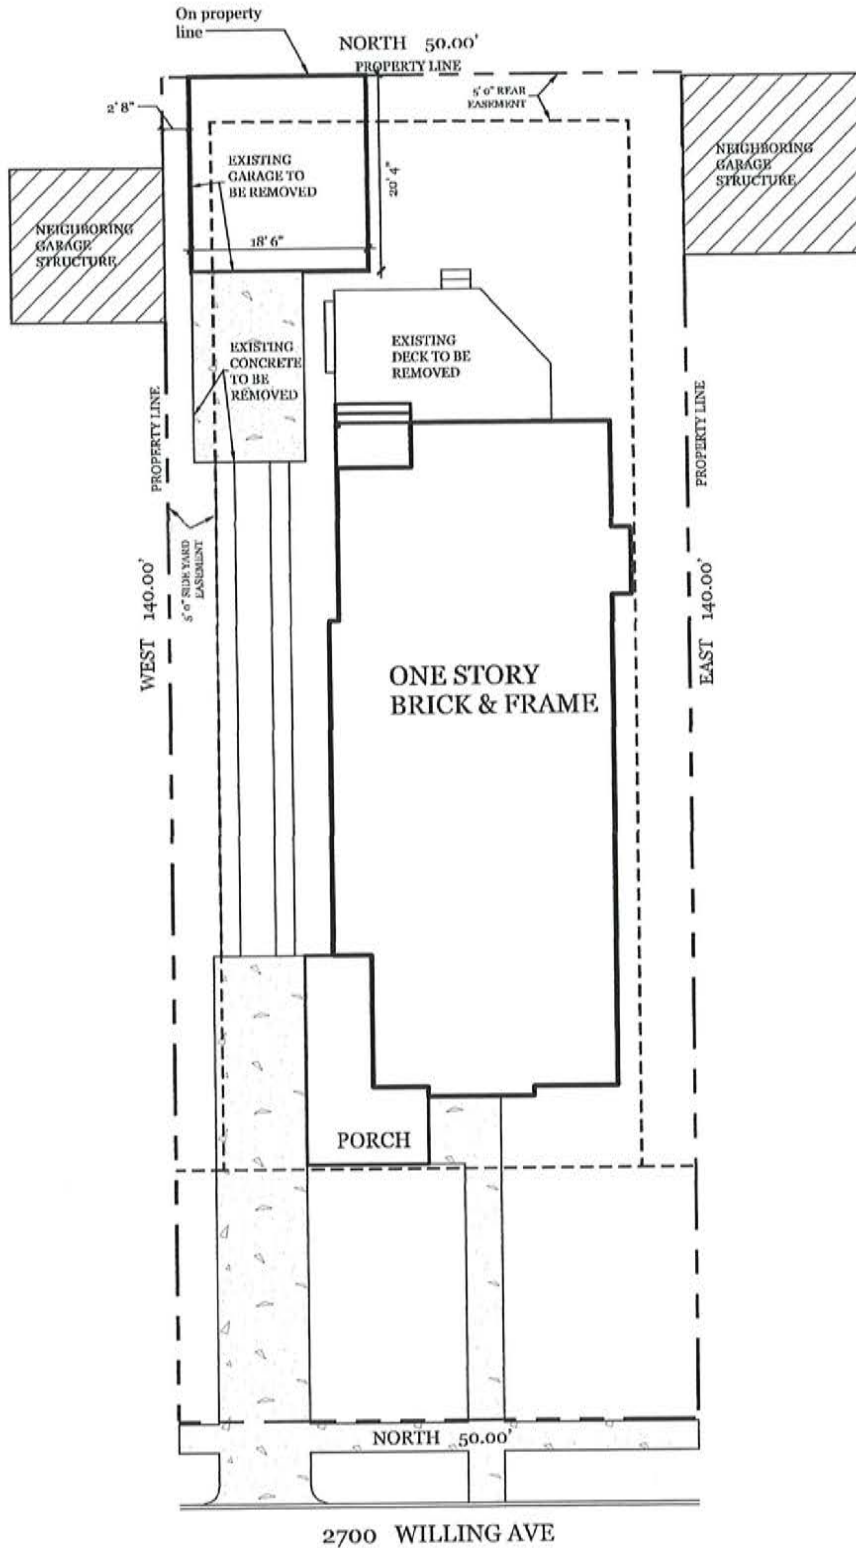 On property
line
NORTH 50.00'
PROPERTY LINE
5' 0" REAR
EASEMENT
2' 8"
EXISTING
GARAGE TO
BE REMOVED
20' 4"
18' 6"
NEIGHBORING
GARAGE
STRUCTURE
NEIGHBORING
GARAGE
STRUCTURE
EXISTING
CONCRETE
TO BE
REMOVED
EXISTING
DECK TO BE
REMOVED
PROPERTY LINE
PROPERTY LINE
5' 0" SIDE YARD
EASEMENT
WEST 140.00'
EAST 140.00'
ONE STORY
BRICK & FRAME
PORCH
NORTH 50.00'
2700 WILLING AVE